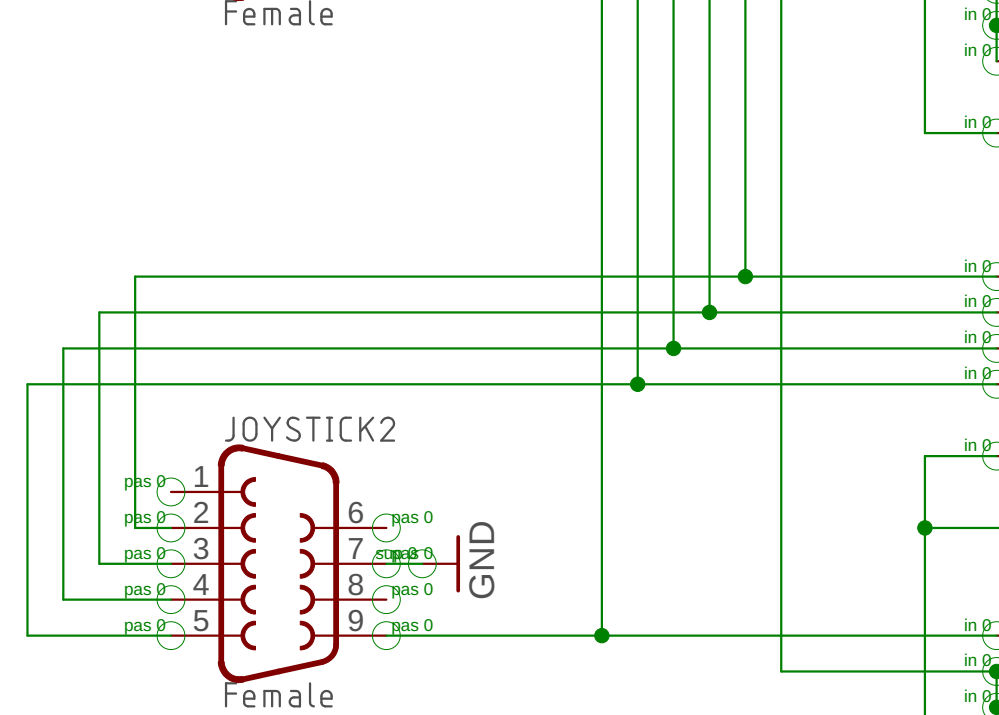 Female
in 0
in 0
in 0
in 0
in 0
in 0
in 0
JOYSTICK2
in 0
pas 0 1
pas 0 2 6 pas 0
pas 0 3 7 pas 0 GND
pas 0 4 8 pas 0
pas 0 5 9 pas 0 in 0
in 0
Female